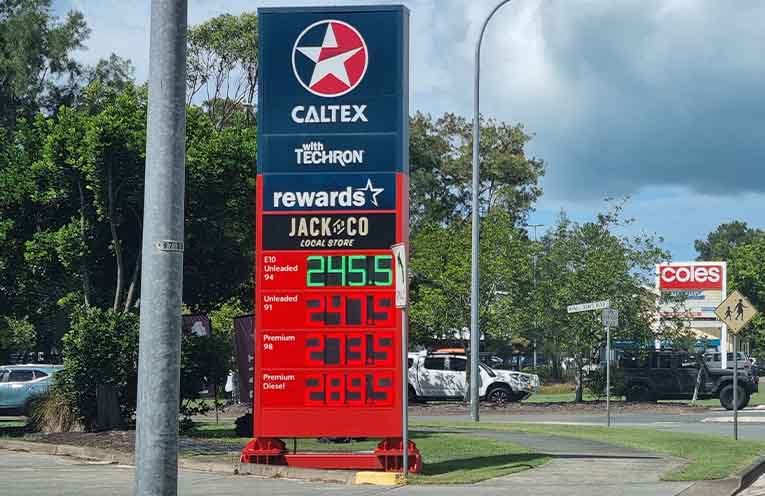 CALTEX
with
TECHRON
rewards
JACK AND CO
LOCAL STORE
E10
Unleaded
94
245.5
Unleaded
91
Premium
98
Premium
Diesel
coles